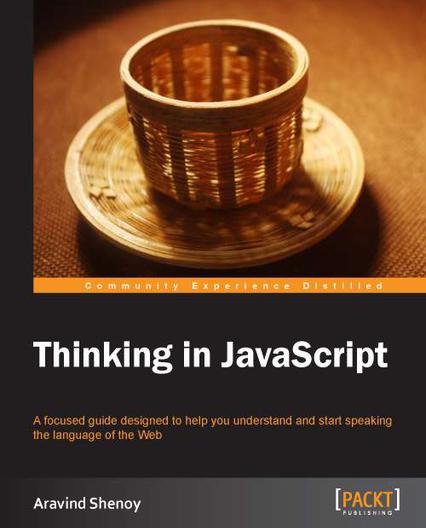 Community Experience Distilled
Thinking in JavaScript
A focused guide designed to help you understand and start speaking
the language of the Web
Aravind Shenoy
[PACKT]
PUBLISHING